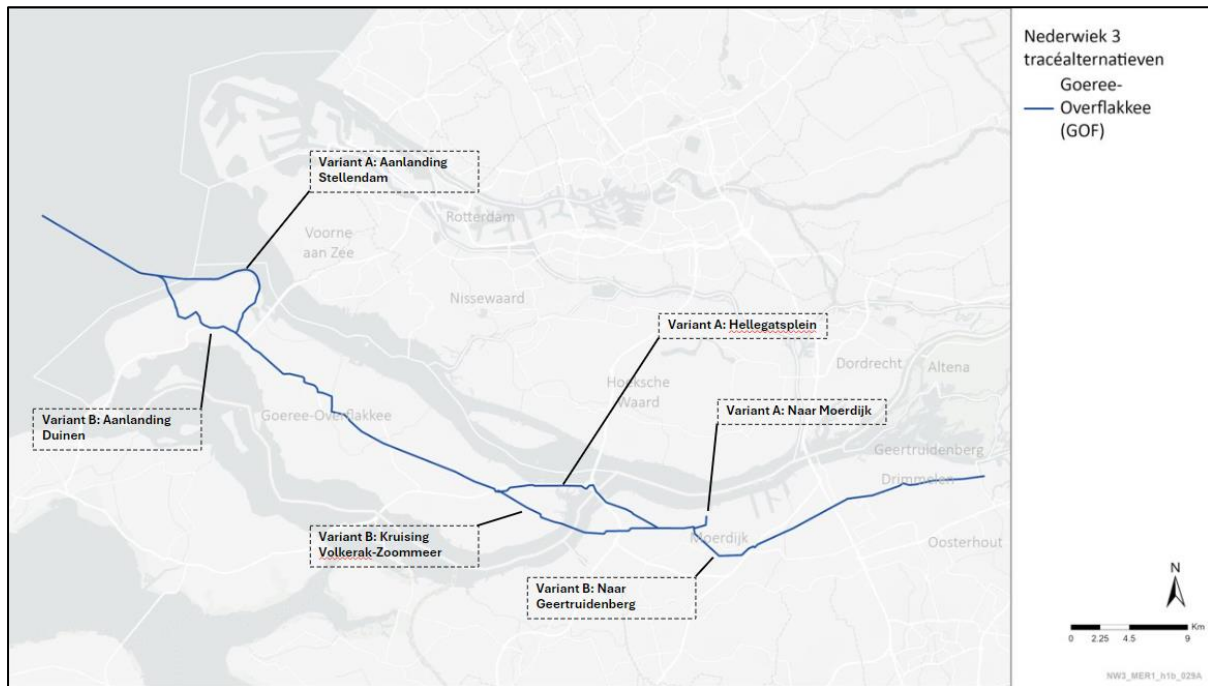 Nederwiek 3
tracéalternatieven
Goeree-
Overflakkee
(GOF)
Variant A: Aanlanding
Stellendam
Rotterdam
Voorne
aan Zee
Nissewaard
Variant A: Hellegatsplein
Dordrecht
Altena
Hoeksche
Waard
Variant A: Naar Moerdijk
Variant B: Aanlanding
Duinen
Goeree-Overflakkee
Geertruidenberg
Drimmelen
Variant B: Kruising
Volkerak-Zoommeer
Moerdijk
Oosterhout
Variant B: Naar
Geertruidenberg
N
Km
0 2.25 4.5 9
NW3_MER1_h1b_029A